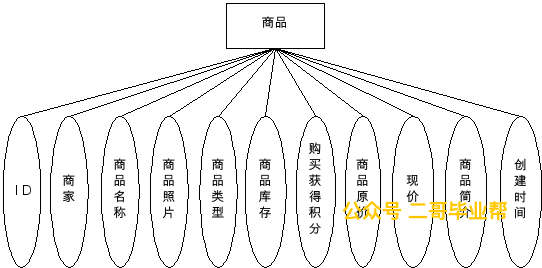 商品
ID
商家
商品名称
商品照片
商品类型
商品库存
购买获得积分
商品原价
现价
商品简介
创建时间
公众号 二哥毕业帮